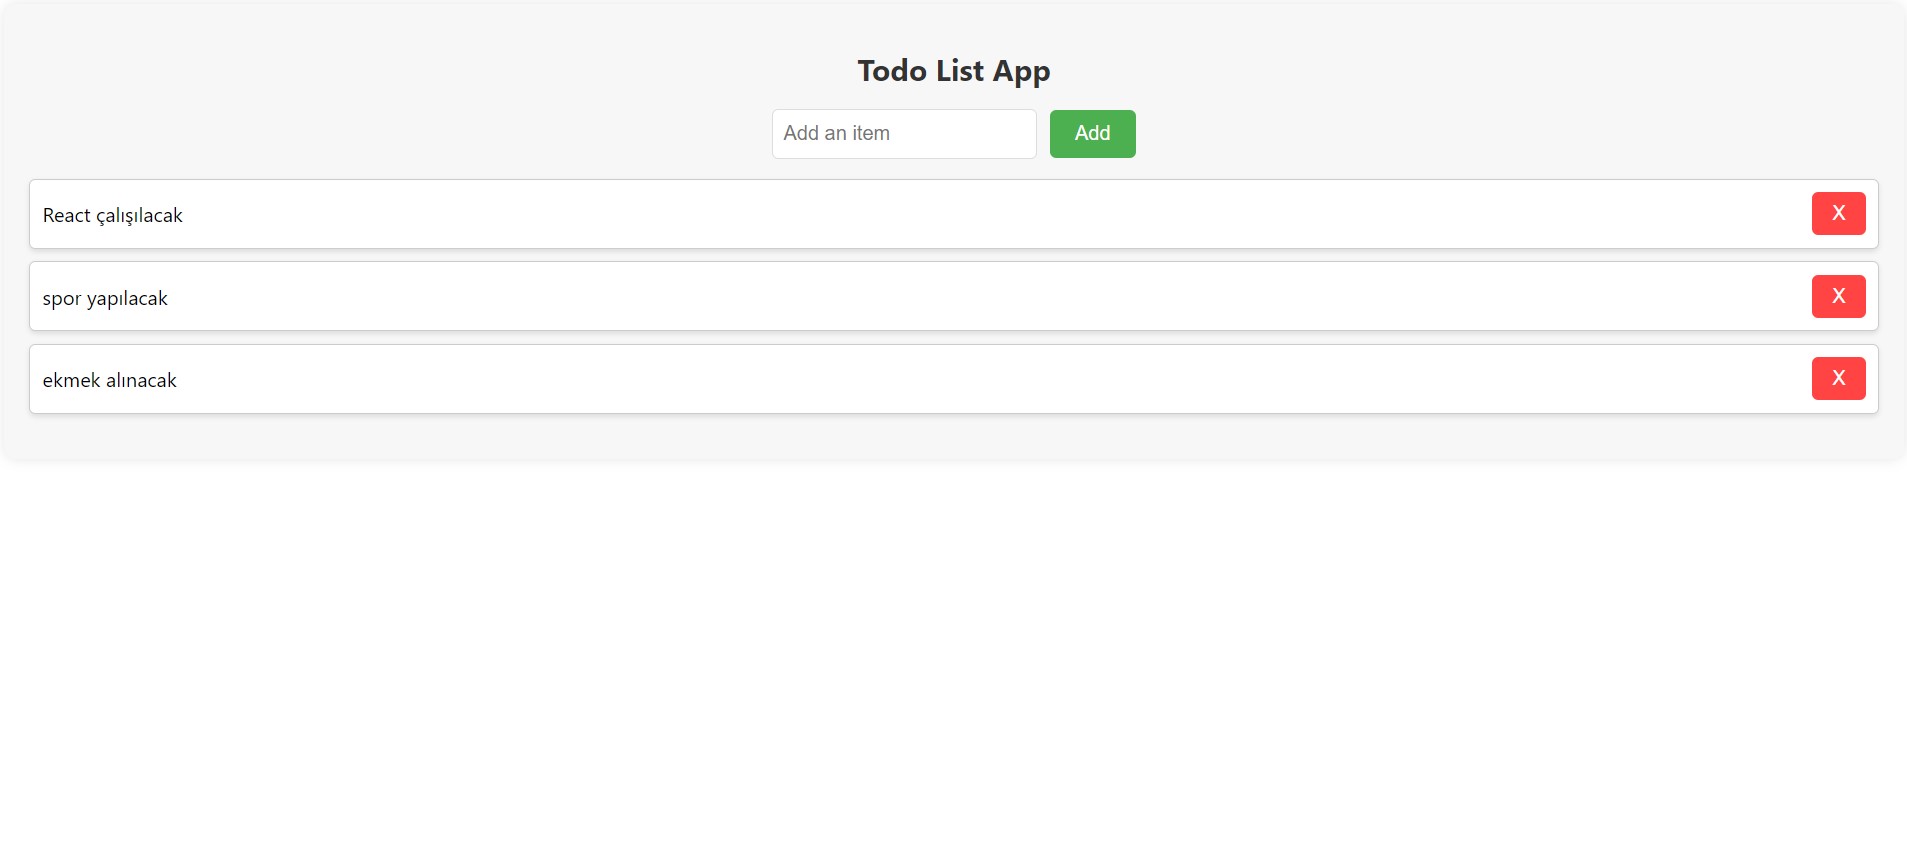 Todo List App
Add an item Add
React çalışılacak X
spor yapılacak X
ekmek alınacak X